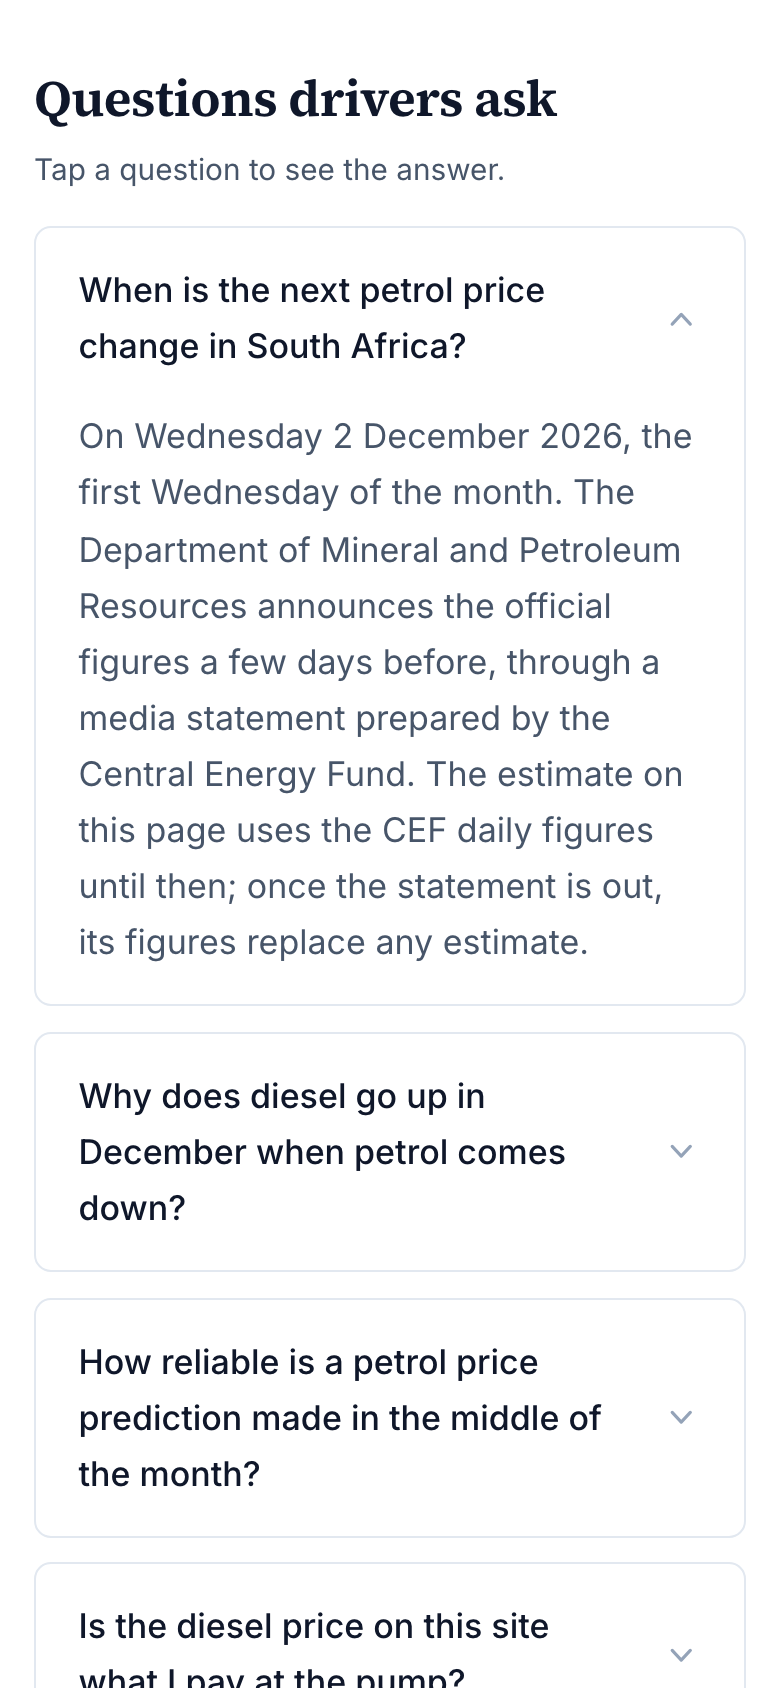 Questions drivers ask
Tap a question to see the answer.
When is the next petrol price
change in South Africa?
On Wednesday 2 December 2026, the
first Wednesday of the month. The
Department of Mineral and Petroleum
Resources announces the official
figures a few days before, through a
media statement prepared by the
Central Energy Fund. The estimate on
this page uses the CEF daily figures
until then; once the statement is out,
its figures replace any estimate.
Why does diesel go up in
December when petrol comes
down?
How reliable is a petrol price
prediction made in the middle of
the month?
Is the diesel price on this site
what I pay at the pump?